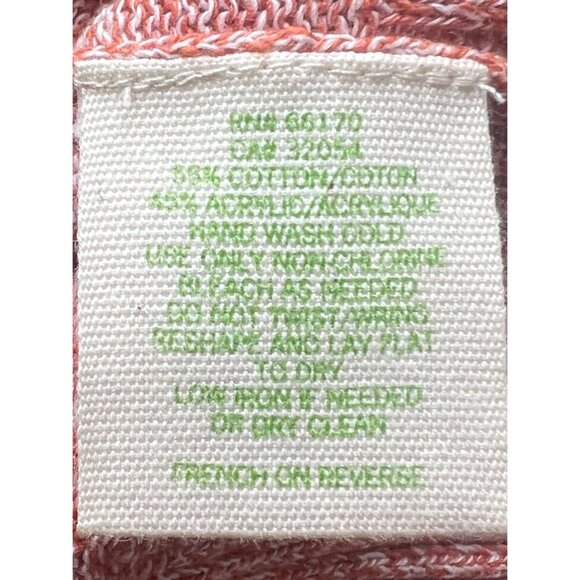 RN# 66170
CA# 32054
55% COTTON/COTON
45% ACRYLIC/ACRYLIQUE
HAND WASH COLD
USE ONLY NON-CHLORINE
BLEACH AS NEEDED
DO NOT TWIST/WRING
RESHAPE AND LAY FLAT
TO DRY
LOW IRON IF NEEDED
OR DRY CLEAN
FRENCH ON REVERSE